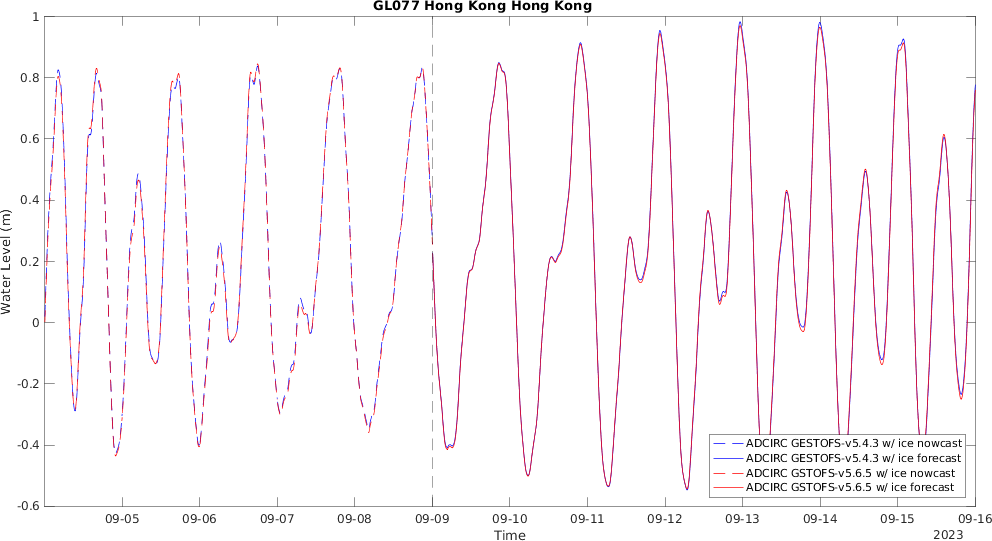 GL077 Hong Kong Hong Kong
Water Level (m)
1
0.8
0.6
0.4
0.2
0
-0.2
-0.4
-0.6
ADCIRC GESTOFS-v5.4.3 w/ ice nowcast
ADCIRC GESTOFS-v5.4.3 w/ ice forecast
ADCIRC GSTOFS-v5.6.5 w/ ice nowcast
ADCIRC GSTOFS-v5.6.5 w/ ice forecast
09-05 09-06 09-07 09-08 09-09 09-10 09-11 09-12 09-13 09-14 09-15 09-16
Time
2023